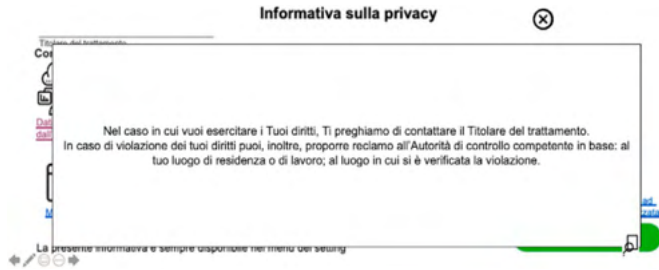 Informativa sulla privacy
Titolare del trattamento
Nel caso in cui vuoi esercitare i Tuoi diritti, Ti preghiamo di contattare il Titolare del trattamento.
In caso di violazione dei tuoi diritti puoi, inoltre, proporre reclamo all'Autorità di controllo competente in base: al
tuo luogo di residenza o di lavoro; al luogo in cui si è verificata la violazione.
ad
La presente informativa è sempre disponibile nel menu dei setting